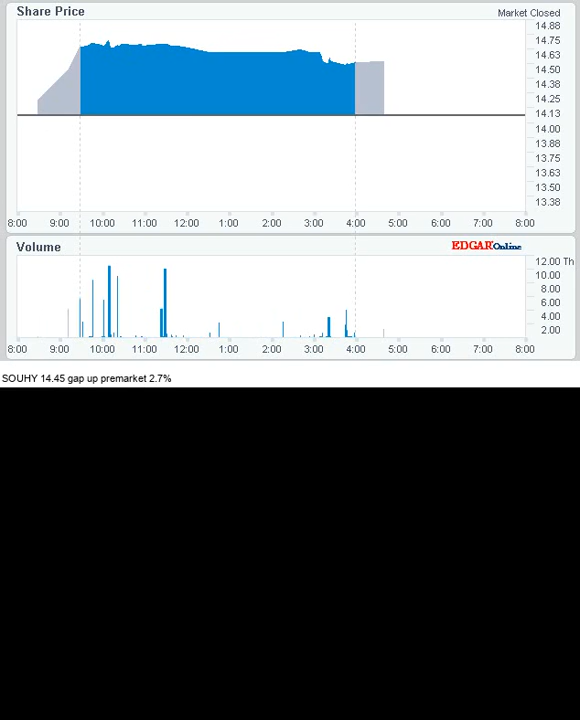 Share Price
Market Closed
14.88
14.75
14.63
14.50
14.38
14.25
14.13
14.00
13.88
13.75
13.63
13.50
13.38
8:00 9:00 10:00 11:00 12:00 1:00 2:00 3:00 4:00 5:00 6:00 7:00 8:00
Volume
EDGAROnline
12.00 Th
10.00
8.00
6.00
4.00
2.00
8:00 9:00 10:00 11:00 12:00 1:00 2:00 3:00 4:00 5:00 6:00 7:00 8:00
SOUHY 14.45 gap up premarket 2.7%